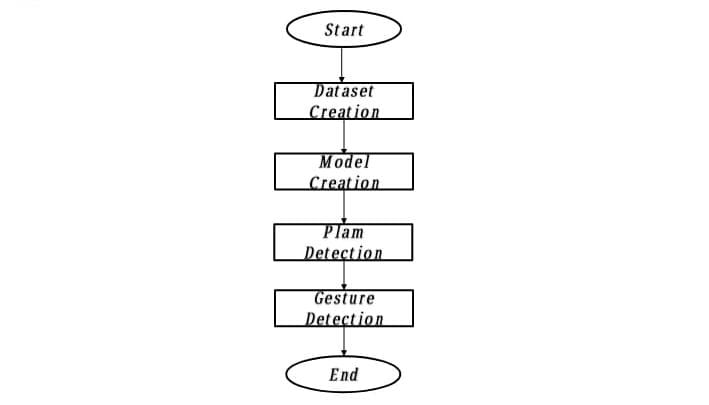 Start
Dataset
Creation
Model
Creation
Plam
Detection
Gesture
Detection
End